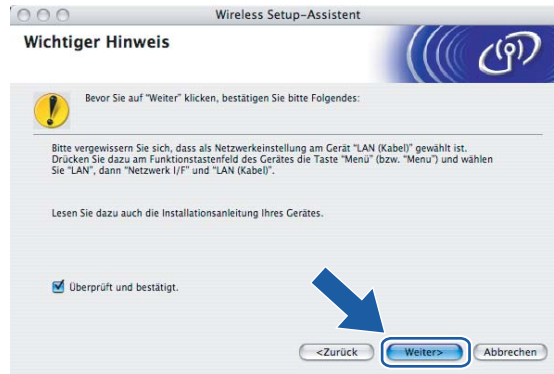 Wireless Setup-Assistent
Wichtiger Hinweis
Bevor Sie auf "Weiter" klicken, bestätigen Sie bitte Folgendes:
Bitte vergewissern Sie sich, dass als Netzwerkeinstellung am Gerät "LAN (Kabel)" gewählt ist.
Drücken Sie dazu am Funktionstastenfeld des Gerätes die Taste "Menü" (bzw. "Menu") und wählen
Sie "LAN", dann "Netzwerk I/F" und "LAN (Kabel)".
Lesen Sie dazu auch die Installationsanleitung Ihres Gerätes.
Überprüft und bestätigt.
<Zurück
Weiter>
Abbrechen